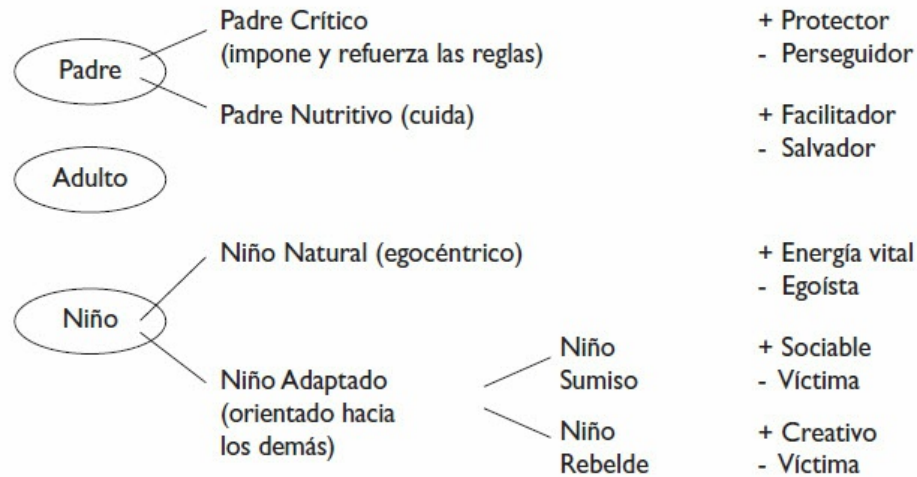 Padre
Padre Crítico
(impone y refuerza las reglas)
+ Protector
- Perseguidor
Padre Nutritivo (cuida)
+ Facilitador
- Salvador
Adulto
Niño
Niño Natural (egocéntrico)
+ Energía vital
- Egoísta
Niño Adaptado
(orientado hacia
los demás)
Niño
Sumiso
+ Sociable
- Víctima
Niño
Rebelde
+ Creativo
- Víctima